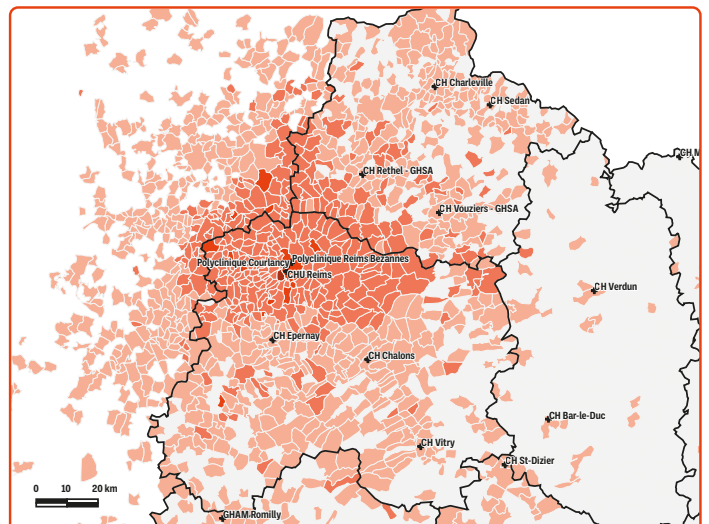 CH Charleville
CH Sedan
CH M
CH Rethel - GHSA
CH Vouziers - GHSA
Polyclinique Courlancy
Polyclinique Reims Bezannes
CHU Reims
CH Verdun
CH Epernay
CH Chalons
CH Bar-le-Duc
CH Vitry
CH St-Dizier
0 10 20 km
GHAM Romilly